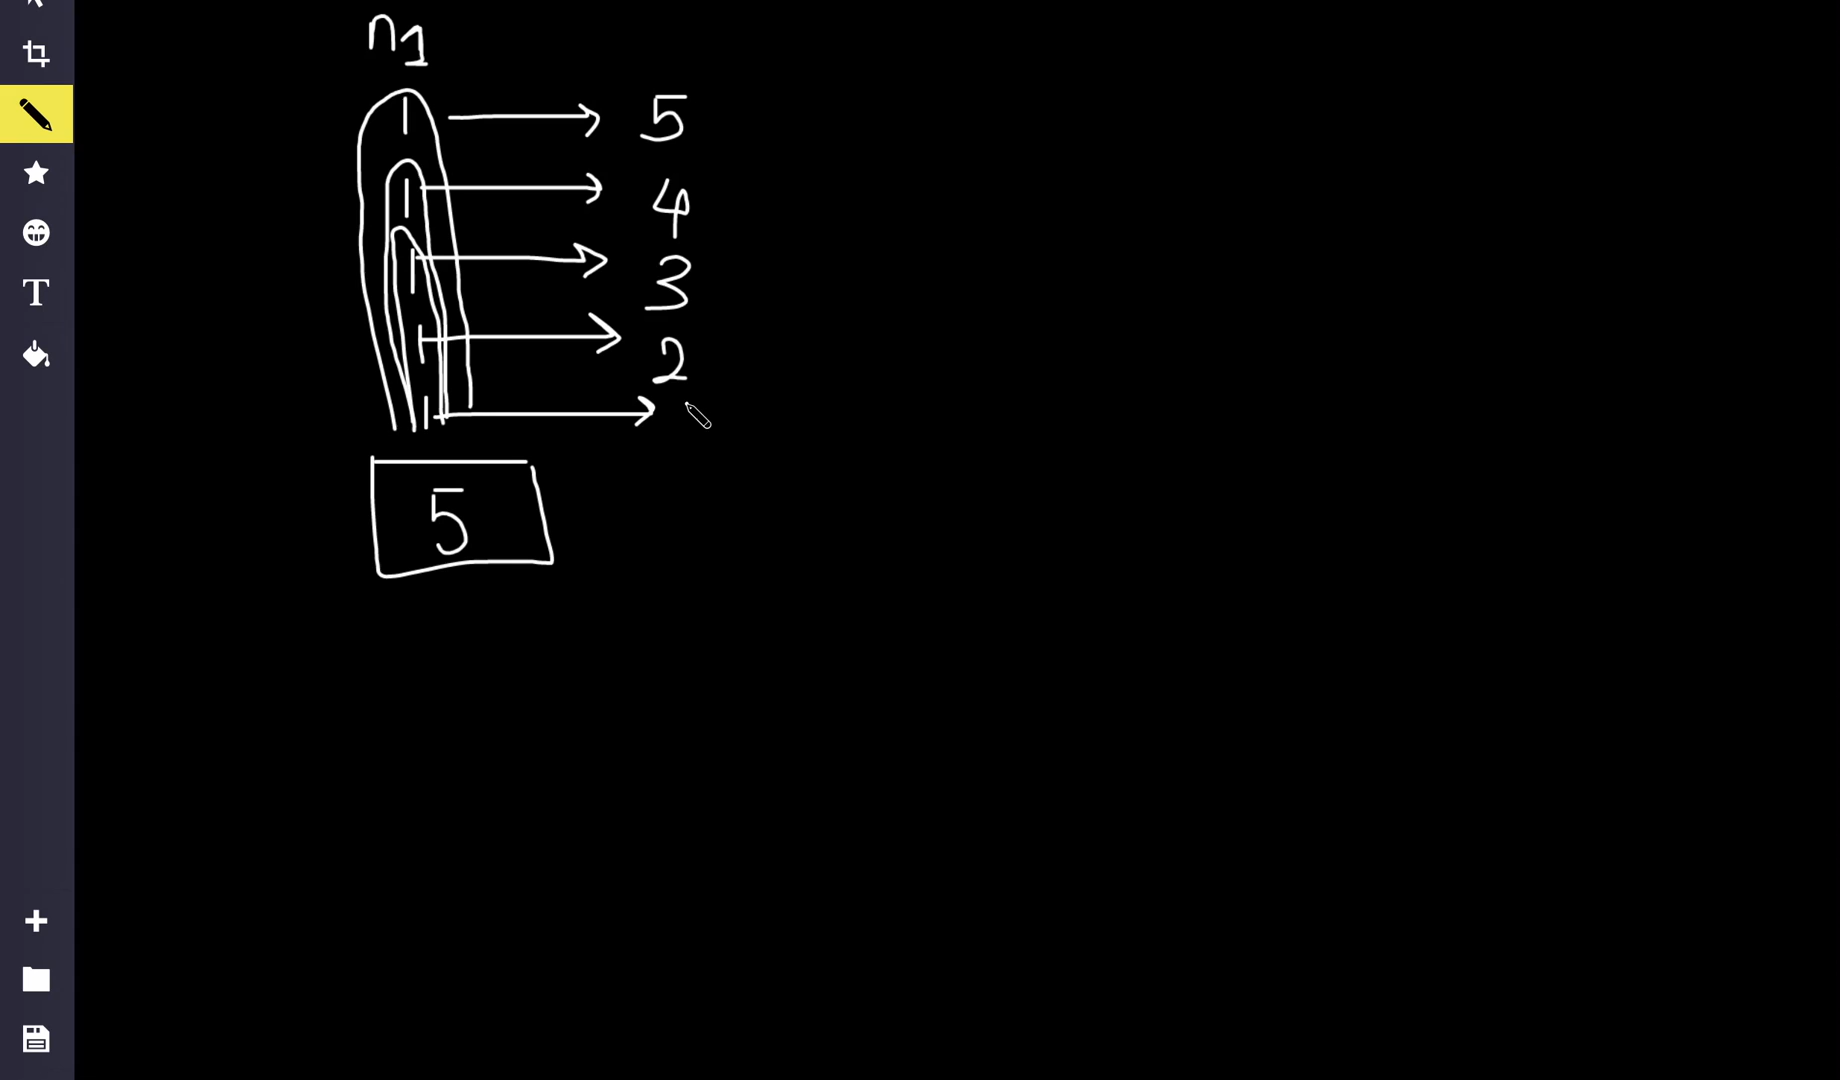 n1
| → 5
| → 4
| → 3
| → 2
| →
5
T